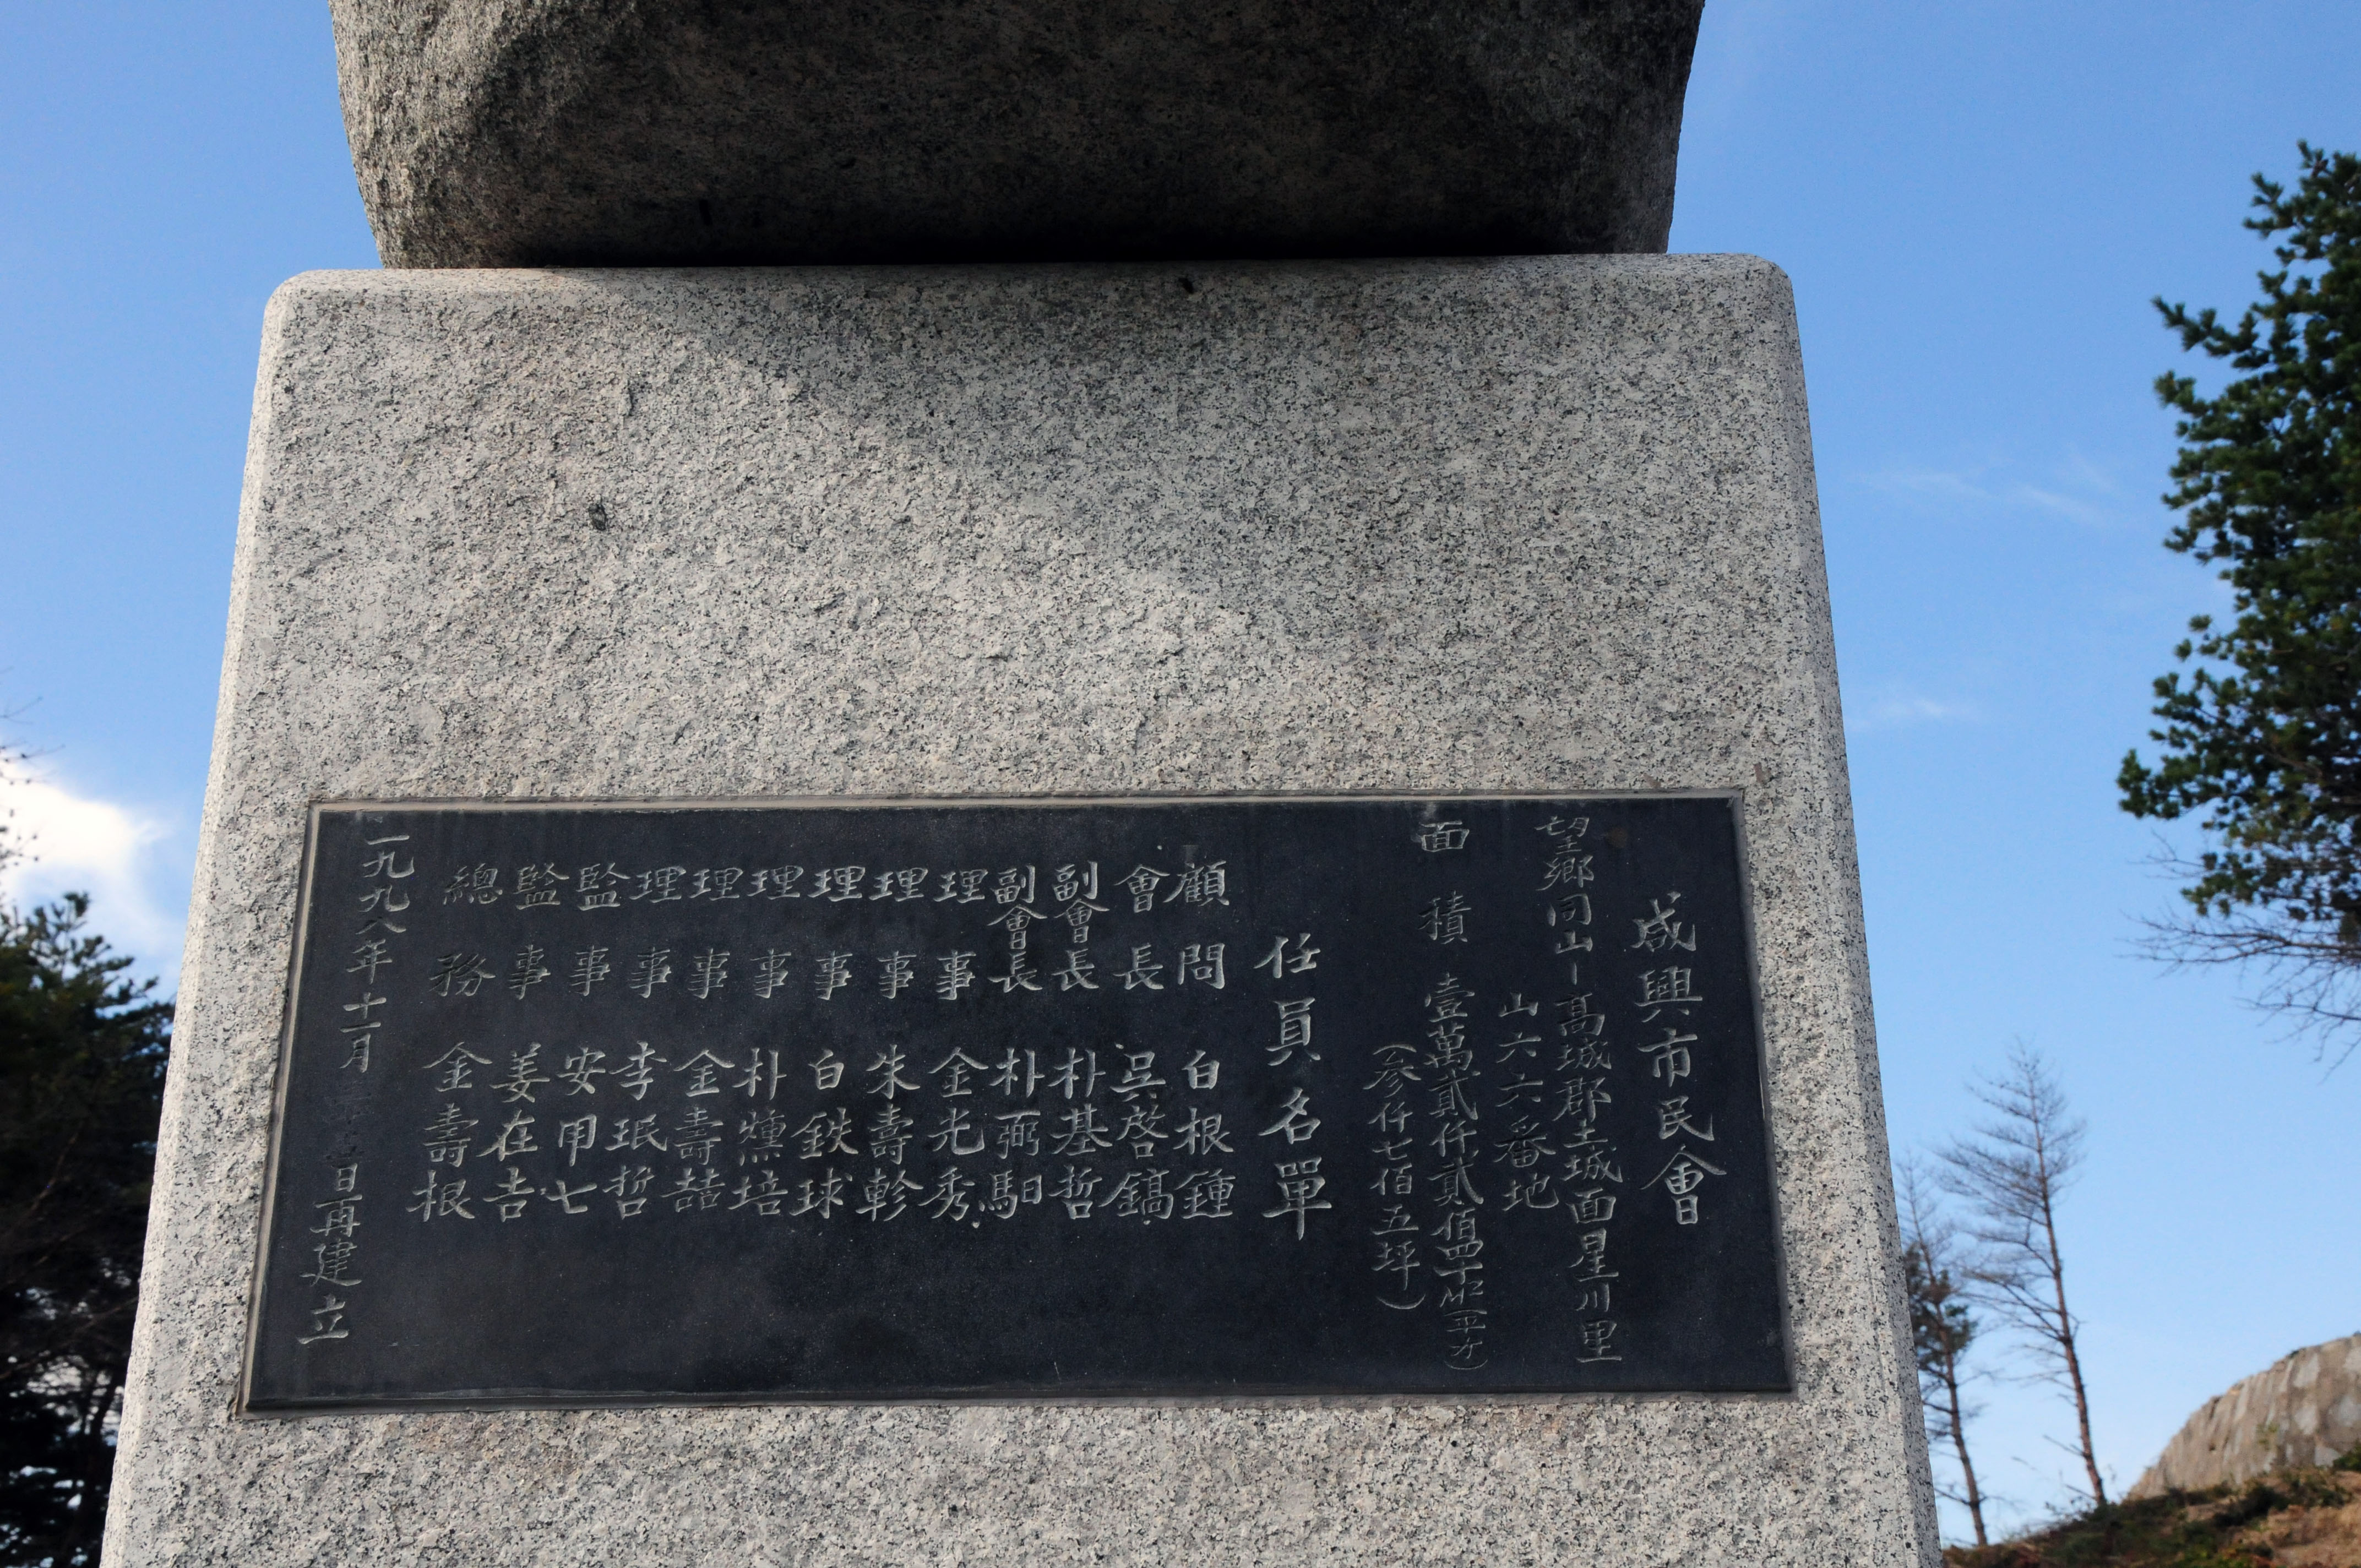 咸興市民會
望鄕同山－高城郡土城面星川里
山六六番地
面積 壹萬貳仟貳佰四十(M2平方)
(参仟七佰五坪)
任員名單
顧問 白根鍾
會長 吳啓鎬
副會長 朴基哲
副會長 朴弼馹
理事 金光秀
理事 朱壽軫
理事 白鉄球
理事 朴燻培
理事 金壽喆
理事 李珉哲
監事 安甲七
監事 姜在吉
總務 金壽根
一九九八年十一月 日再建立